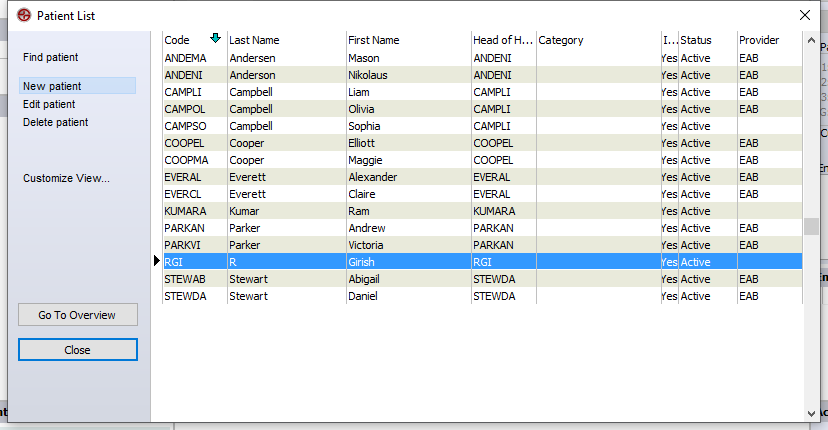 Patient List
Find patient
New patient
Edit patient
Delete patient
Customize View...
Go To Overview
Close
Code Last Name First Name Head of H... Category I... Status Provider
ANDEMA Andersen Mason ANDENI Yes Active EAB
ANDENI Anderson Nikolaus ANDENI Yes Active EAB
CAMPLI Campbell Liam CAMPLI Yes Active EAB
CAMPOL Campbell Olivia CAMPLI Yes Active EAB
CAMPSO Campbell Sophia CAMPLI Yes Active
COOPEL Cooper Elliott COOPEL Yes Active EAB
COOPMA Cooper Maggie COOPEL Yes Active EAB
EVERAL Everett Alexander EVERAL Yes Active EAB
EVERCL Everett Claire EVERAL Yes Active EAB
KUMARA Kumar Ram KUMARA Yes Active
PARKAN Parker Andrew PARKAN Yes Active EAB
PARKVI Parker Victoria PARKAN Yes Active EAB
RGI R Girish RGI Yes Active
STEWAB Stewart Abigail STEWDA Yes Active EAB
STEWDA Stewart Daniel STEWDA Yes Active EAB